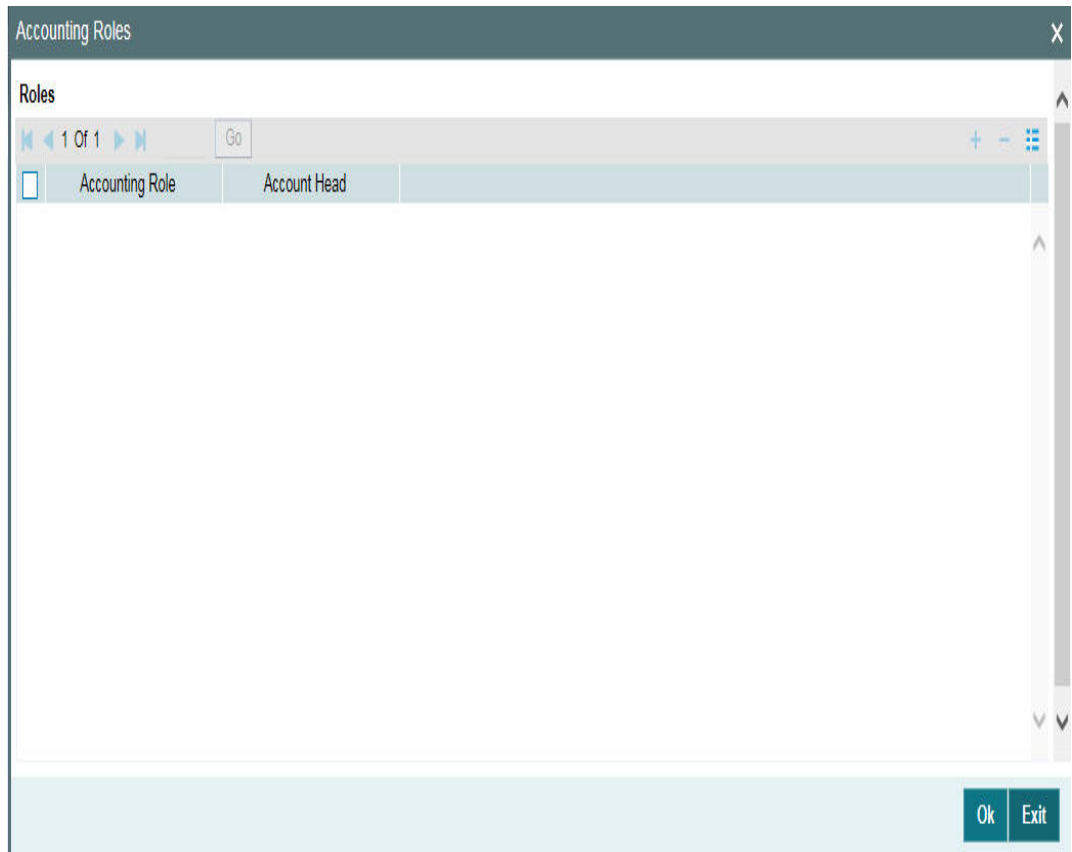 Accounting Roles X
Roles
1 Of 1 Go
Accounting Role Account Head
Ok Exit